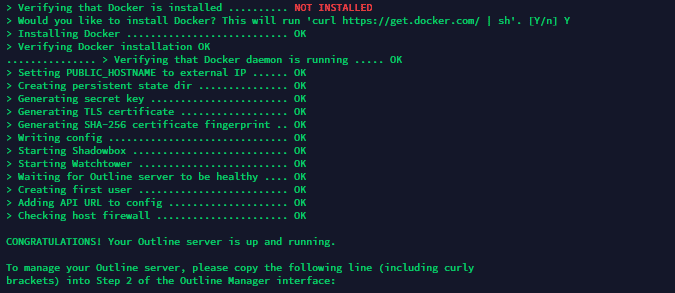 > Verifying that Docker is installed .......... NOT INSTALLED
> Would you like to install Docker? This will run 'curl https://get.docker.com/ | sh'. [Y/n] Y
> Installing Docker ........................... OK
> Verifying Docker installation OK
............... > Verifying that Docker daemon is running ..... OK
> Setting PUBLIC_HOSTNAME to external IP ...... OK
> Creating persistent state dir ............... OK
> Generating secret key ....................... OK
> Generating TLS certificate .................. OK
> Generating SHA-256 certificate fingerprint .. OK
> Writing config .............................. OK
> Starting Shadowbox .......................... OK
> Starting Watchtower ......................... OK
> Waiting for Outline server to be healthy .... OK
> Creating first user ......................... OK
> Adding API URL to config .................... OK
> Checking host firewall ...................... OK
CONGRATULATIONS! Your Outline server is up and running.
To manage your Outline server, please copy the following line (including curly
brackets) into Step 2 of the Outline Manager interface: